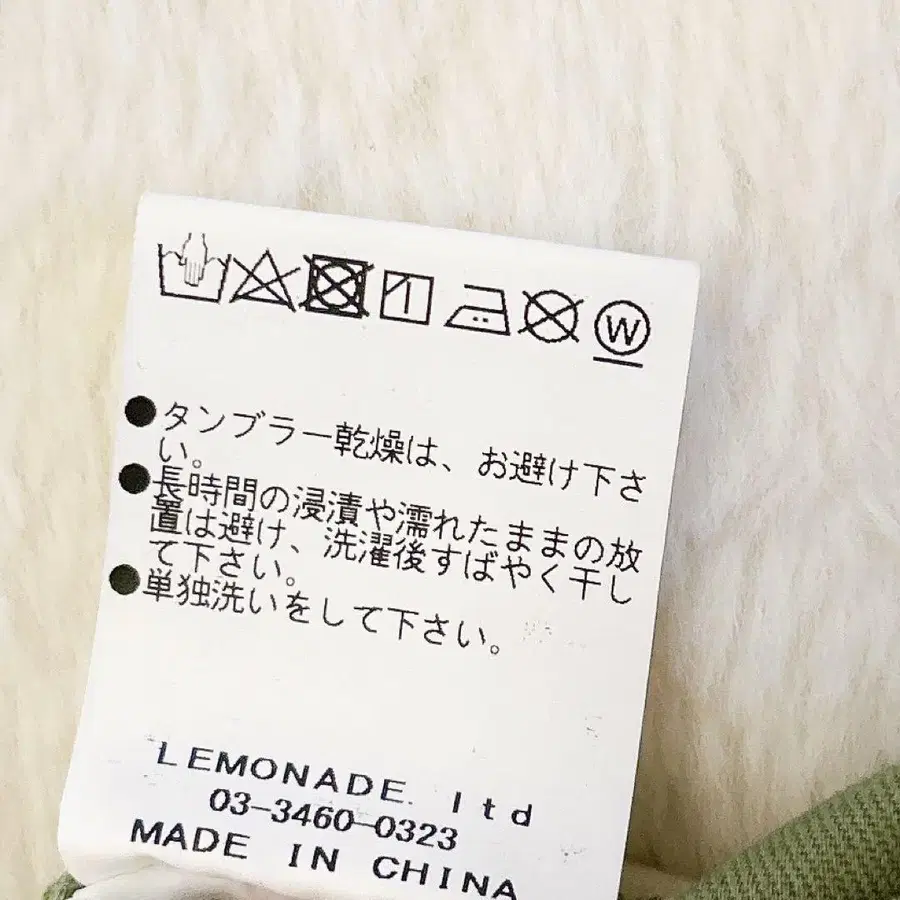 W
●タンブラー乾燥は、お避け下さ
い。
●長時間の浸漬や濡れたままの放
置は避け、洗濯後すばやく干し
て下さい。
●単独洗いをして下さい。
LEMONADE. ltd
03-3460-0323
MADE IN CHINA